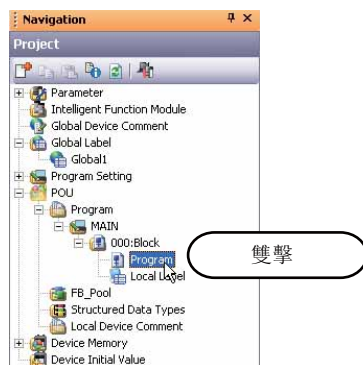 Navigation
Project
Parameter
Intelligent Function Module
Global Device Comment
Global Label
Global1
Program Setting
POU
Program
MAIN
000:Block
Program
雙擊
Local Label
FB_Pool
Structured Data Types
Local Device Comment
Device Memory
Device Initial Value